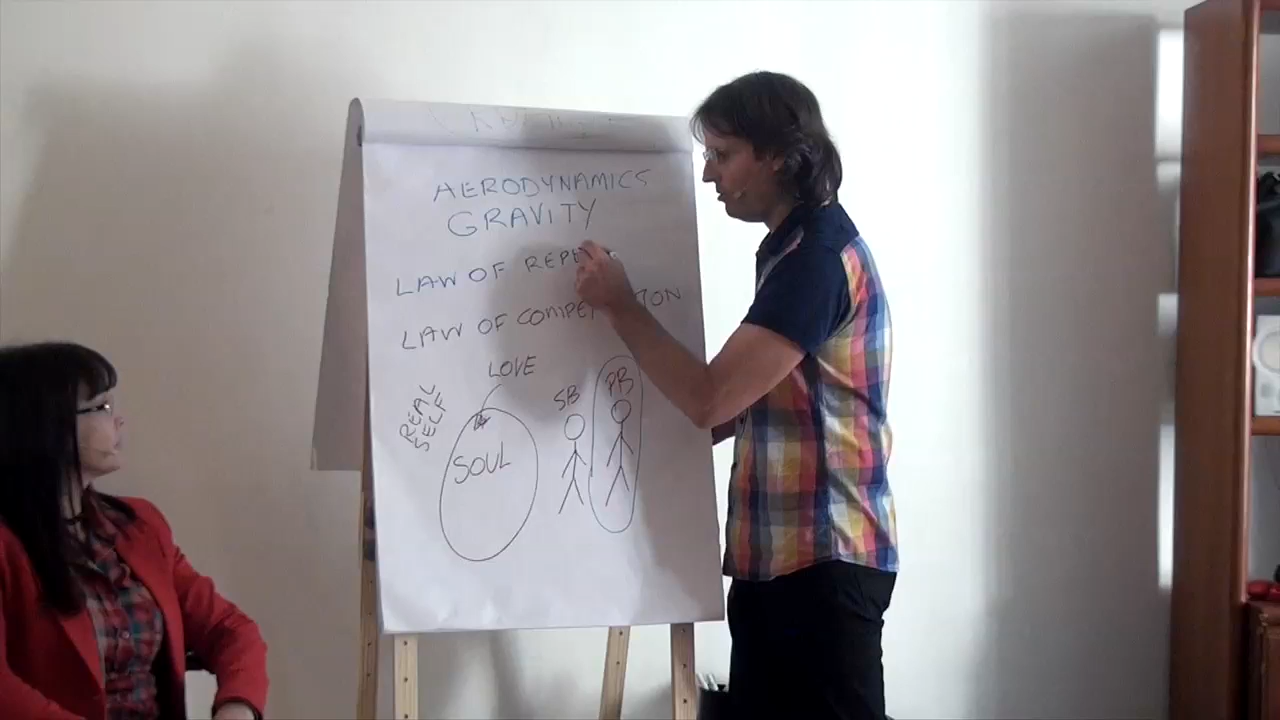 AERODYNAMICS
GRAVITY
LAW OF
LAW OF
LOVE
REAL
SELF
SOUL
SB
PB